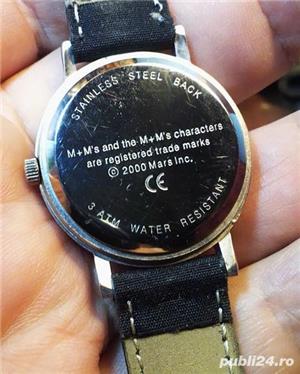 STAINLESS STEEL BACK
M+M's and the M+M's characters
are registered trade marks
© 2000 Mars Inc.
CE
3 ATM WATER RESISTANT
publi24.ro